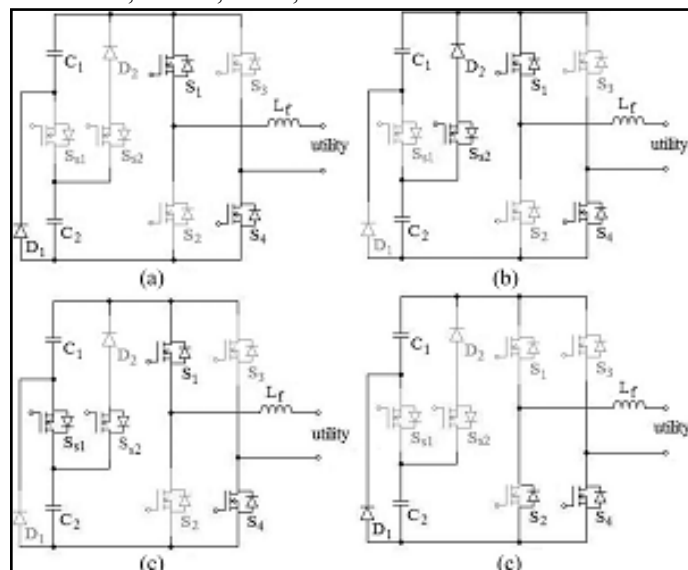 C1
D2
S1
S3
Lf
Ss1
Ss2
utility
S2
S4
C2
D1
(a)
C1
D2
S1
S3
Lf
Ss1
Ss2
utility
S2
S4
C2
D1
(b)
C1
D2
S1
S3
Lf
Ss1
Ss2
utility
S2
S4
C2
D1
(c)
C1
D2
S1
S3
Lf
Ss1
Ss2
utility
S2
S4
C2
D1
(c)